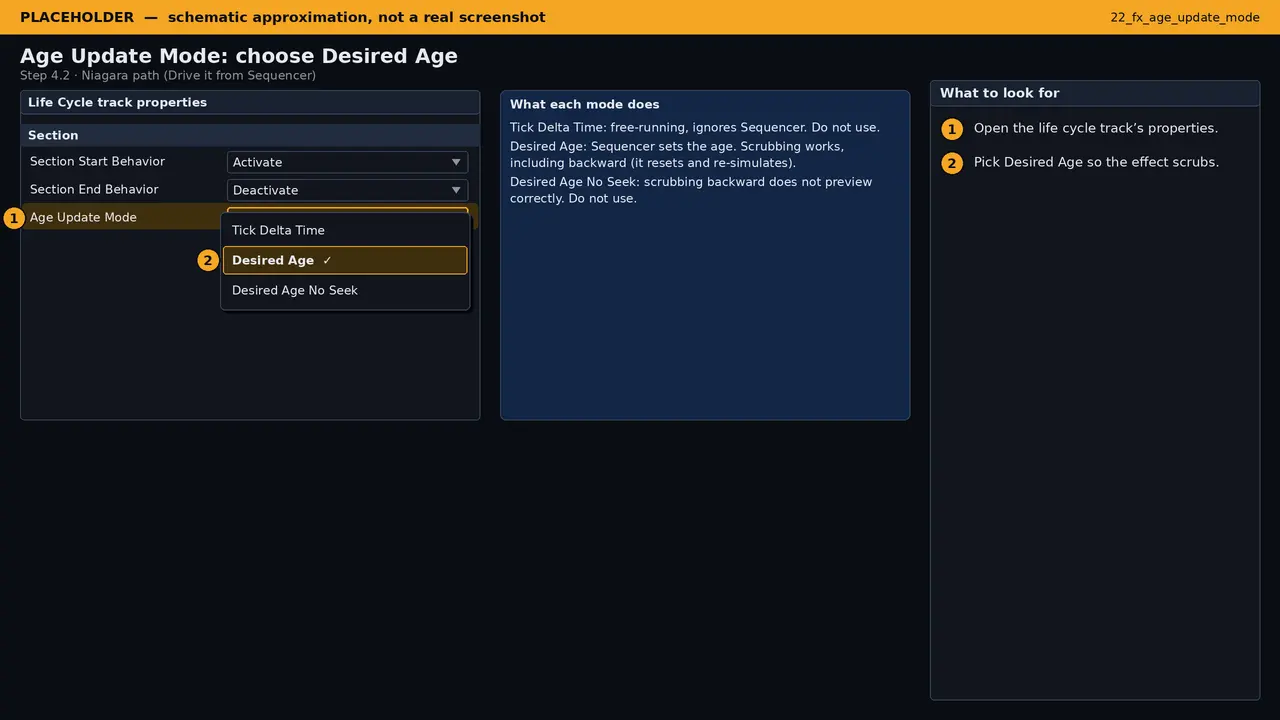 PLACEHOLDER — schematic approximation, not a real screenshot
22_fx_age_update_mode
Age Update Mode: choose Desired Age
Step 4.2 · Niagara path (Drive it from Sequencer)
Life Cycle track properties
Section
Section Start Behavior
Activate
Section End Behavior
Deactivate
1
Age Update Mode
Tick Delta Time
2
Desired Age ✓
Desired Age No Seek
What each mode does
Tick Delta Time: free-running, ignores Sequencer. Do not use.
Desired Age: Sequencer sets the age. Scrubbing works,
including backward (it resets and re-simulates).
Desired Age No Seek: scrubbing backward does not preview
correctly. Do not use.
What to look for
1 Open the life cycle track’s properties.
2 Pick Desired Age so the effect scrubs.